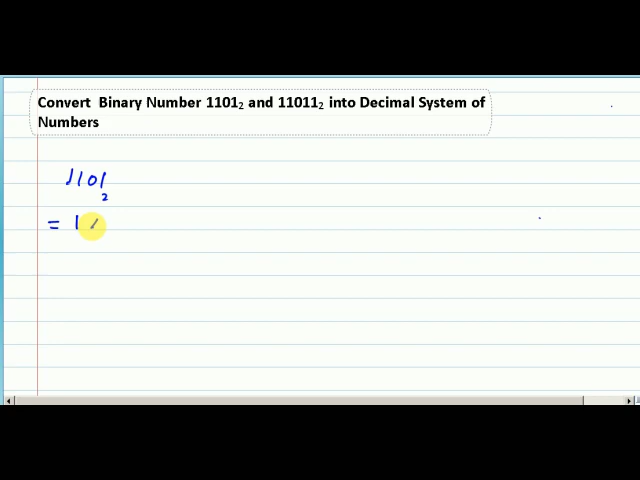 Convert Binary Number 1101₂ and 11011₂ into Decimal System of
Numbers
1101₂
= 1